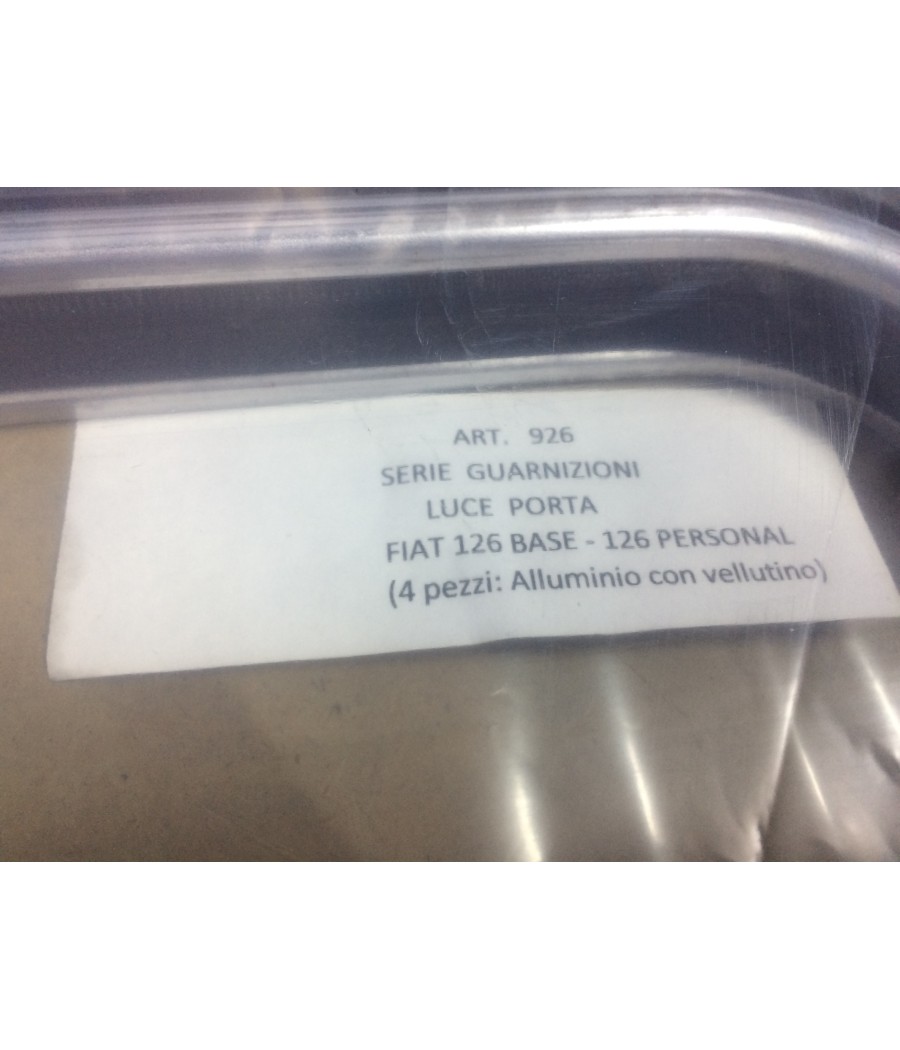 ART. 926
SERIE GUARNIZIONI
LUCE PORTA
FIAT 126 BASE - 126 PERSONAL
(4 pezzi: Alluminio con vellutino)